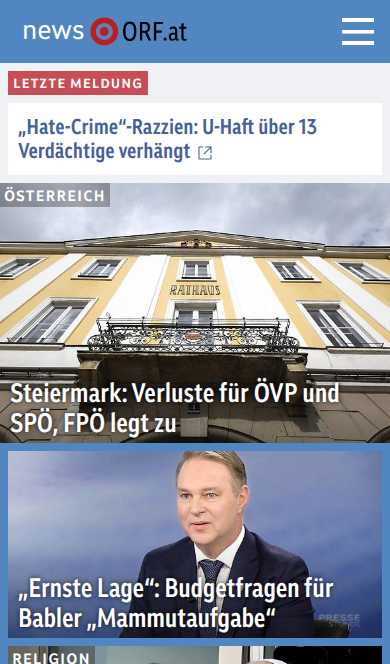 news ORF.at
LETZTE MELDUNG
„Hate-Crime“-Razzien: U-Haft über 13
Verdächtige verhängt
ÖSTERREICH
RATHAUS
Steiermark: Verluste für ÖVP und
SPÖ, FPÖ legt zu
„Ernste Lage“: Budgetfragen für
Babler „Mammutaufgabe“
PRESSE
RELIGION